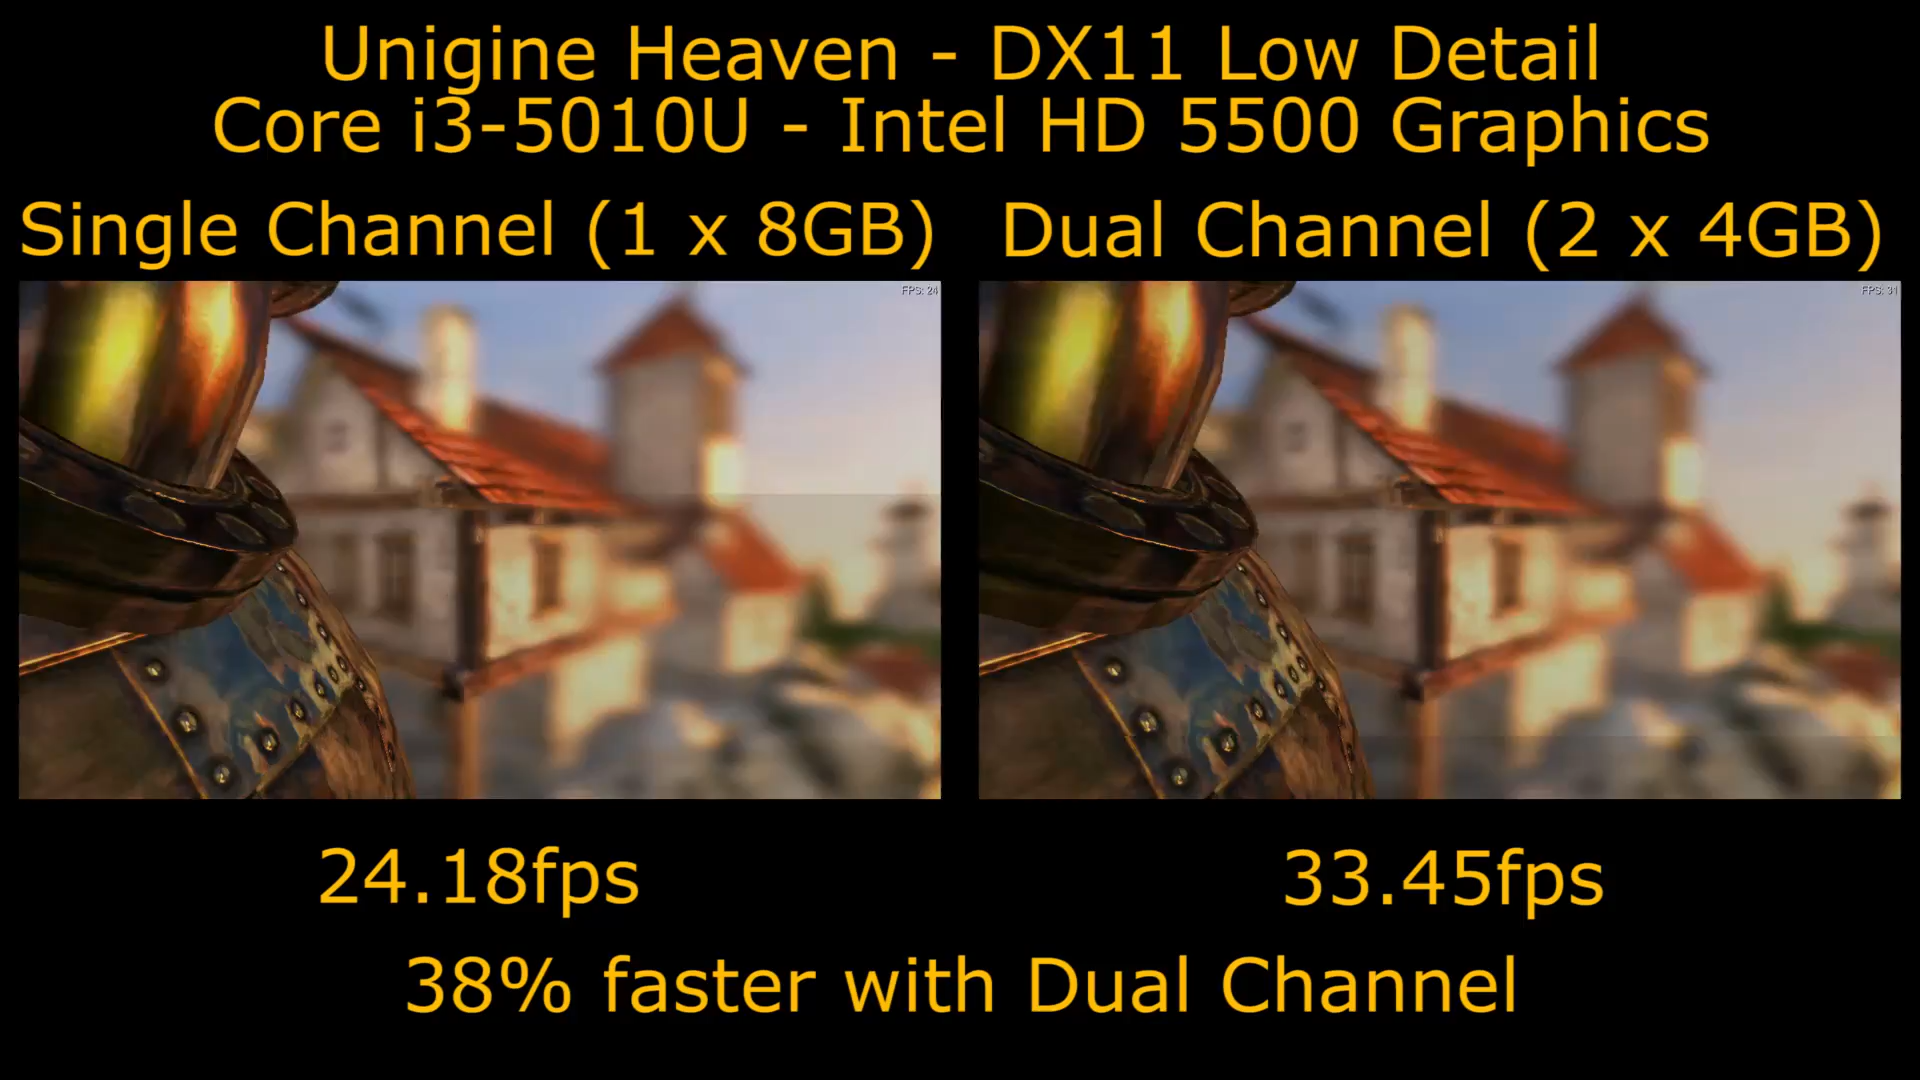 Unigine Heaven - DX11 Low Detail
Core i3-5010U - Intel HD 5500 Graphics
Single Channel (1 x 8GB)
Dual Channel (2 x 4GB)
FPS: 24
FPS: 31
24.18fps
33.45fps
38% faster with Dual Channel